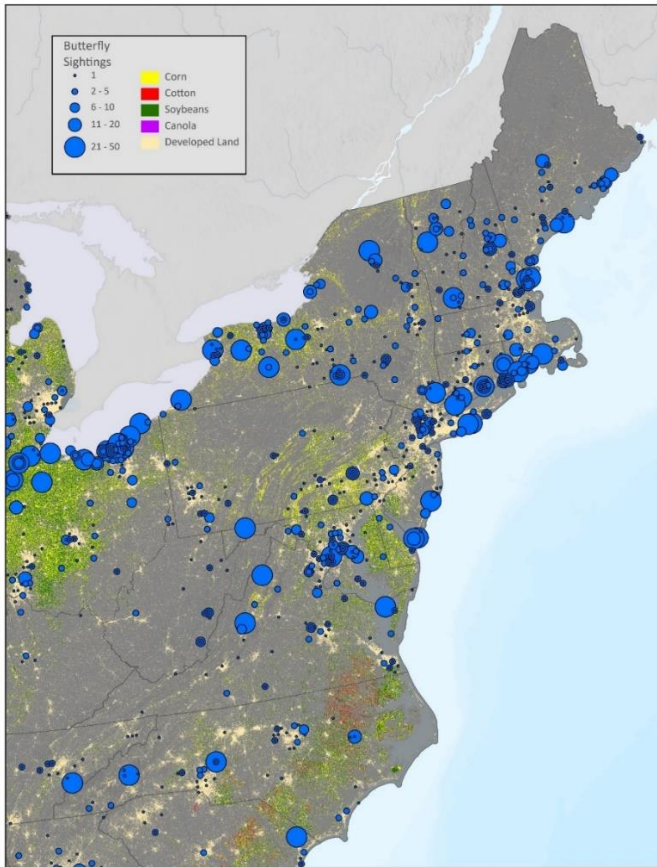 Butterfly
Sightings
1
2 - 5
6 - 10
11 - 20
21 - 50
Corn
Cotton
Soybeans
Canola
Developed Land